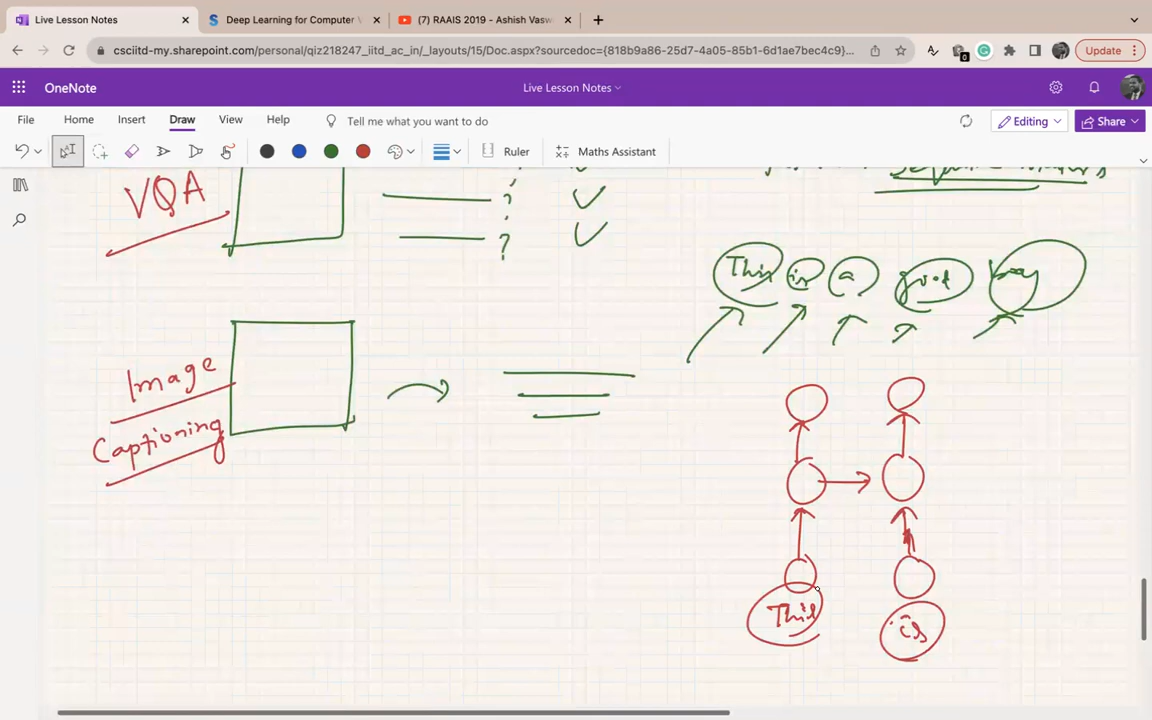 Live Lesson Notes
Deep Learning for Computer V
(7) RAAIS 2019 - Ashish Vasw
csciitd-my.sharepoint.com/personal/qiz218247_iitd_ac_in/_layouts/15/Doc.aspx?sourcedoc={818b9a86-25d7-4a05-85b1-6d1ae7bec4c9}...
0
Update
OneNote
Live Lesson Notes
File
Home
Insert
Draw
View
Help
Tell me what you want to do
Editing
Share
Ruler
Maths Assistant
VQA
?
?
This is a good boy
Image
Captioning
This
is